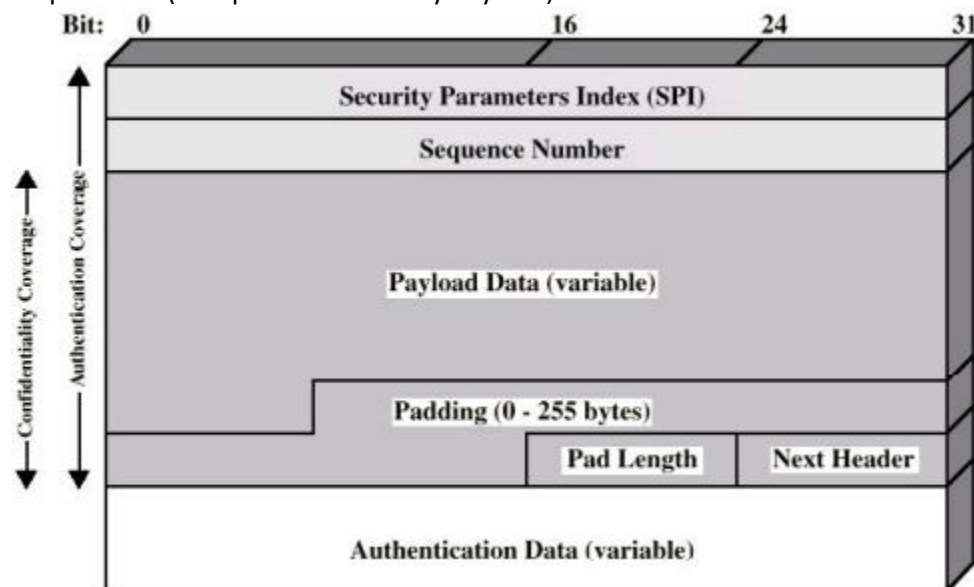 Bit: 0 16 24 31
Security Parameters Index (SPI)
Sequence Number
Confidentiality Coverage
Authentication Coverage
Payload Data (variable)
Padding (0 - 255 bytes)
Pad Length Next Header
Authentication Data (variable)